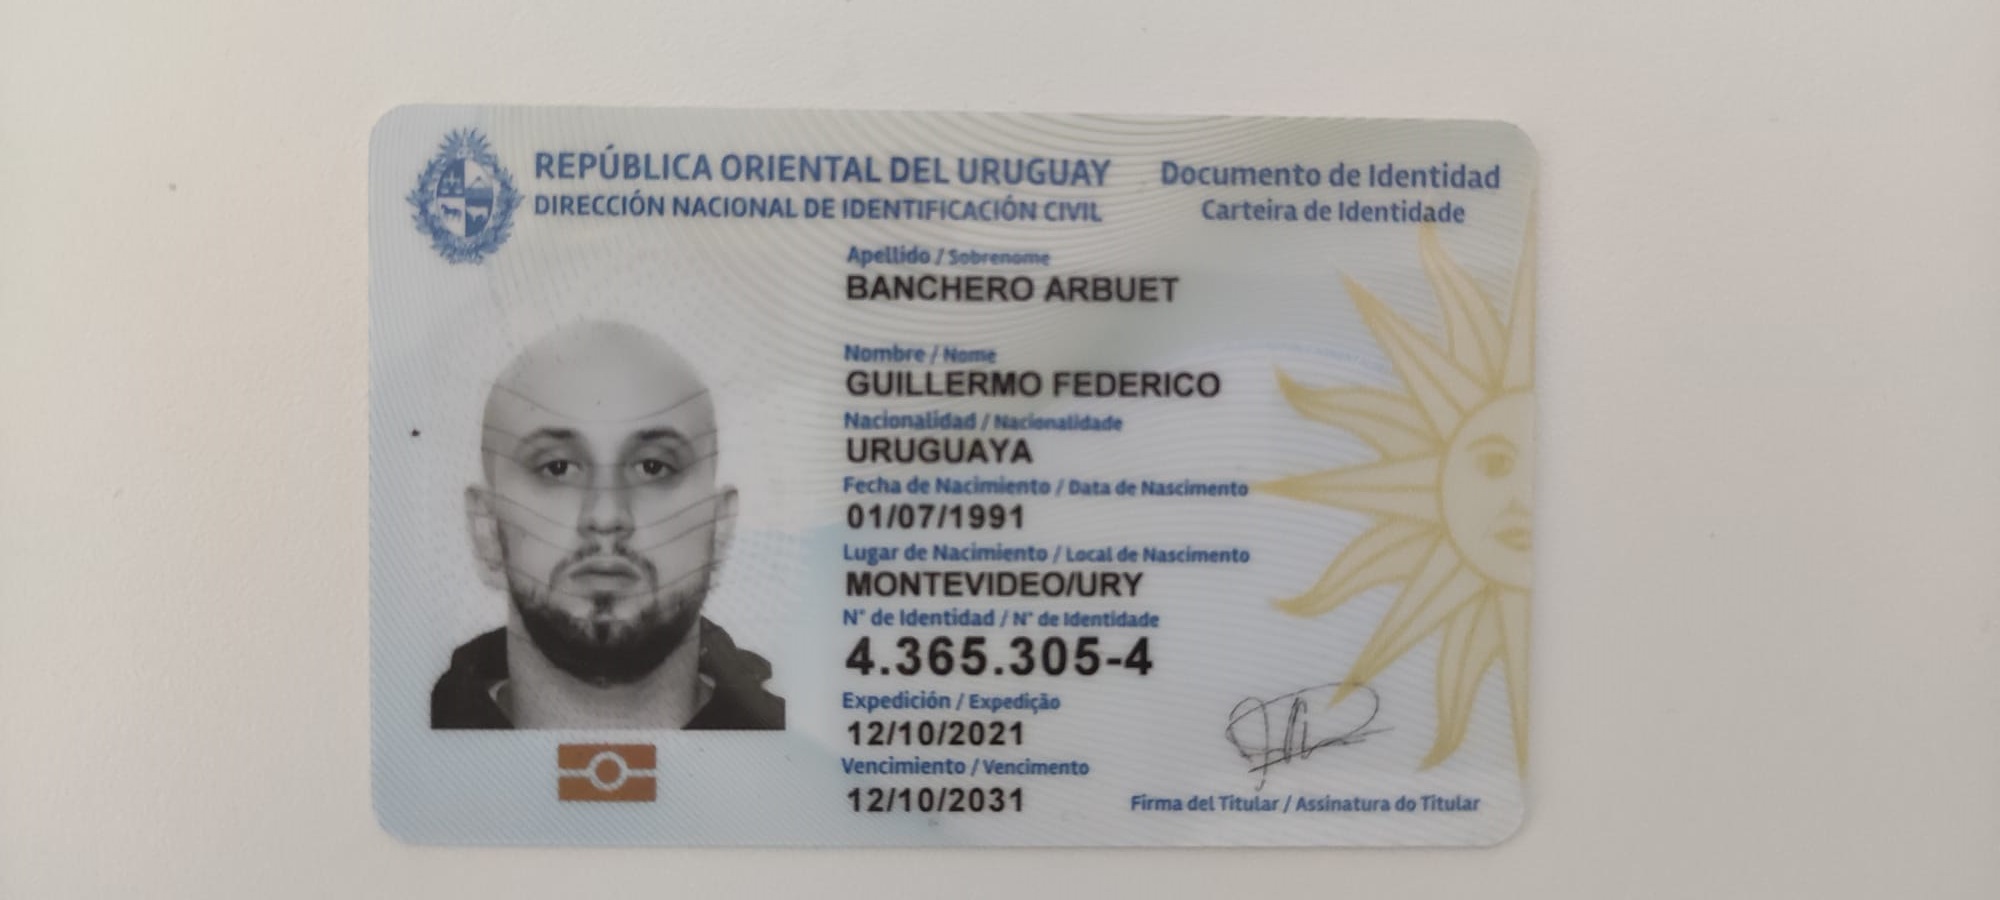 REPÚBLICA ORIENTAL DEL URUGUAY
DIRECCIÓN NACIONAL DE IDENTIFICACIÓN CIVIL
Documento de Identidad
Carteira de Identidade
Apellido / Sobrenome
BANCHERO ARBUET
Nombre / Nome
GUILLERMO FEDERICO
Nacionalidad / Nacionalidade
URUGUAYA
Fecha de Nacimiento / Data de Nascimento
01/07/1991
Lugar de Nacimiento / Local de Nascimento
MONTEVIDEO/URY
N° de Identidad / N° de Identidade
4.365.305-4
Expedición / Expedição
12/10/2021
Vencimiento / Vencimento
12/10/2031
Firma del Titular / Assinatura do Titular